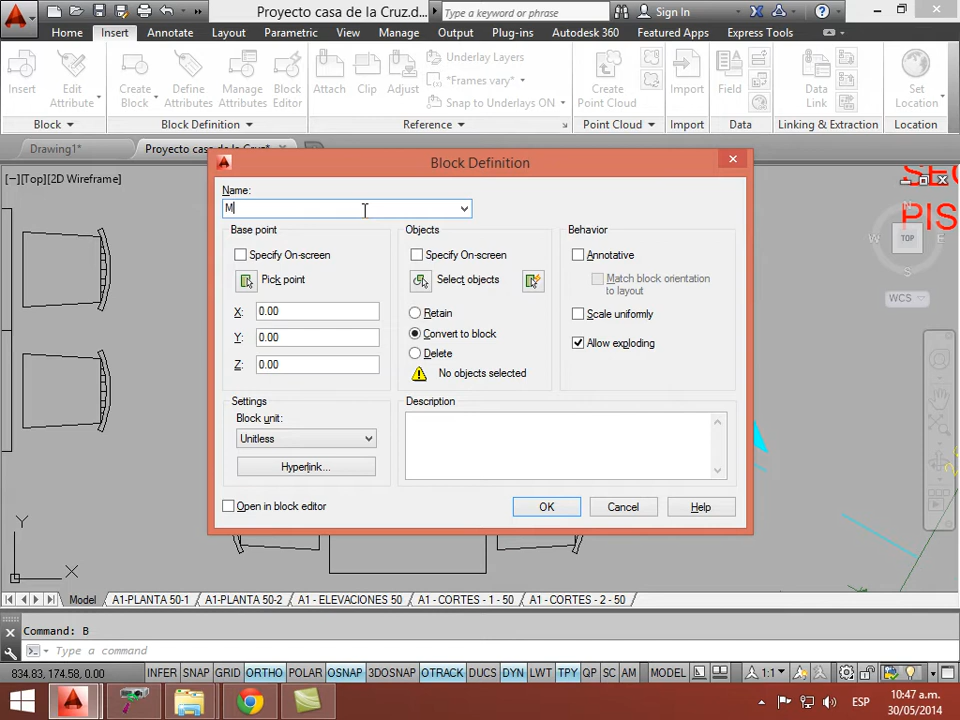 Proyecto casa de la Cruz.d...
Type a keyword or phrase
Sign In
Home Insert Annotate Layout Parametric View Manage Output Plug-ins Autodesk 360 Featured Apps Express Tools
Insert
Edit Attribute
Create Block
Define Attributes
Manage Attributes
Block Editor
Attach
Clip
Adjust
Underlay Layers
*Frames vary*
Snap to Underlays ON
Create Point Cloud
Import
Field
Data Link
Set Location
Block
Block Definition
Reference
Point Cloud
Import
Data
Linking & Extraction
Location
Drawing1*
Proyecto casa de la Cruz*
[−][Top][2D Wireframe]
PIS
W
TOP
S
WCS
Block Definition
Name:
M
Base point
Specify On-screen
Pick point
X: 0.00
Y: 0.00
Z: 0.00
Objects
Specify On-screen
Select objects
Retain
Convert to block
Delete
No objects selected
Behavior
Annotative
Match block orientation
to layout
Scale uniformly
Allow exploding
Settings
Block unit:
Unitless
Hyperlink...
Description
Open in block editor
OK
Cancel
Help
Y
X
Model A1-PLANTA 50-1 A1-PLANTA 50-2 A1 - ELEVACIONES 50 A1 - CORTES - 1 - 50 A1 - CORTES - 2 - 50
Command: B
Type a command
834.83, 174.58, 0.00 INFER SNAP GRID ORTHO POLAR OSNAP 3DOSNAP OTRACK DUCS DYN LWT TPY QP SC AM 1:1
ESP
10:47 a.m.
30/05/2014